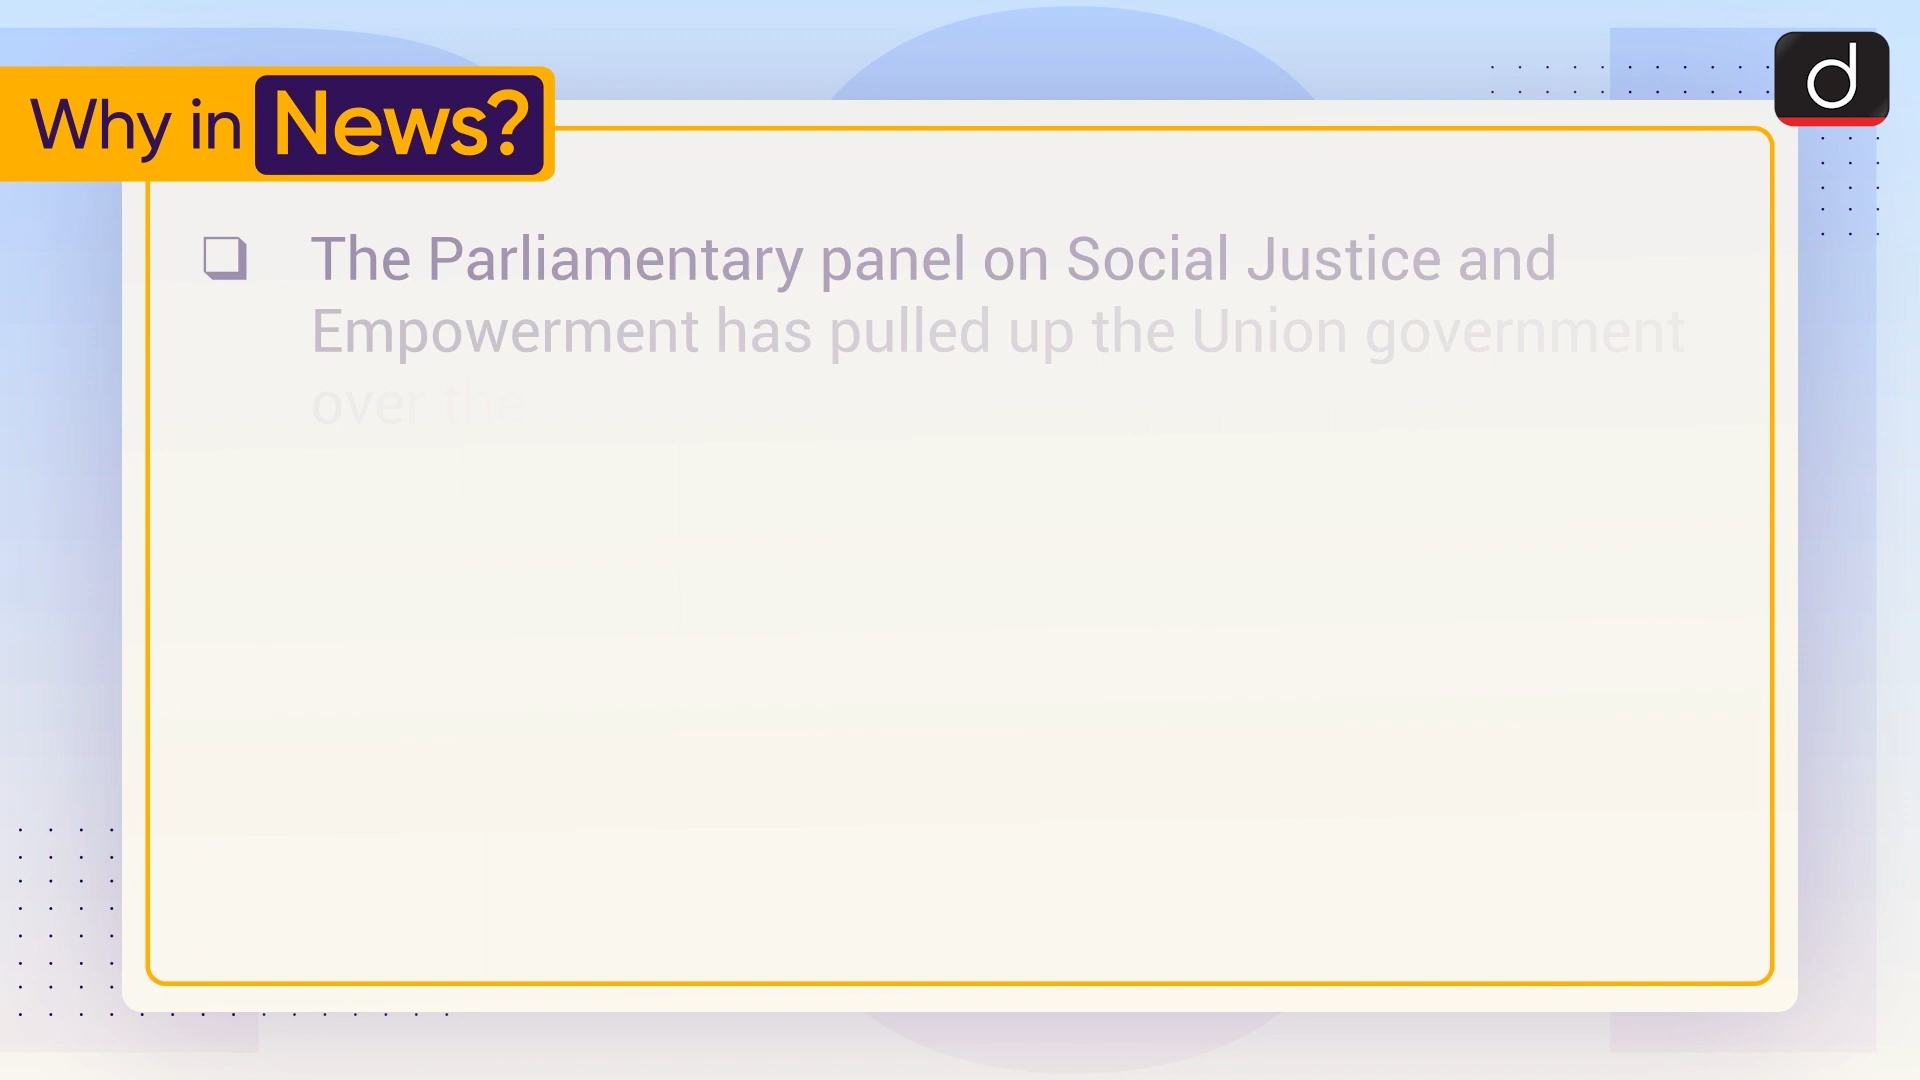 Why in News?
❑ The Parliamentary panel on Social Justice and
Empowerment has pulled up the Union government
over the
d